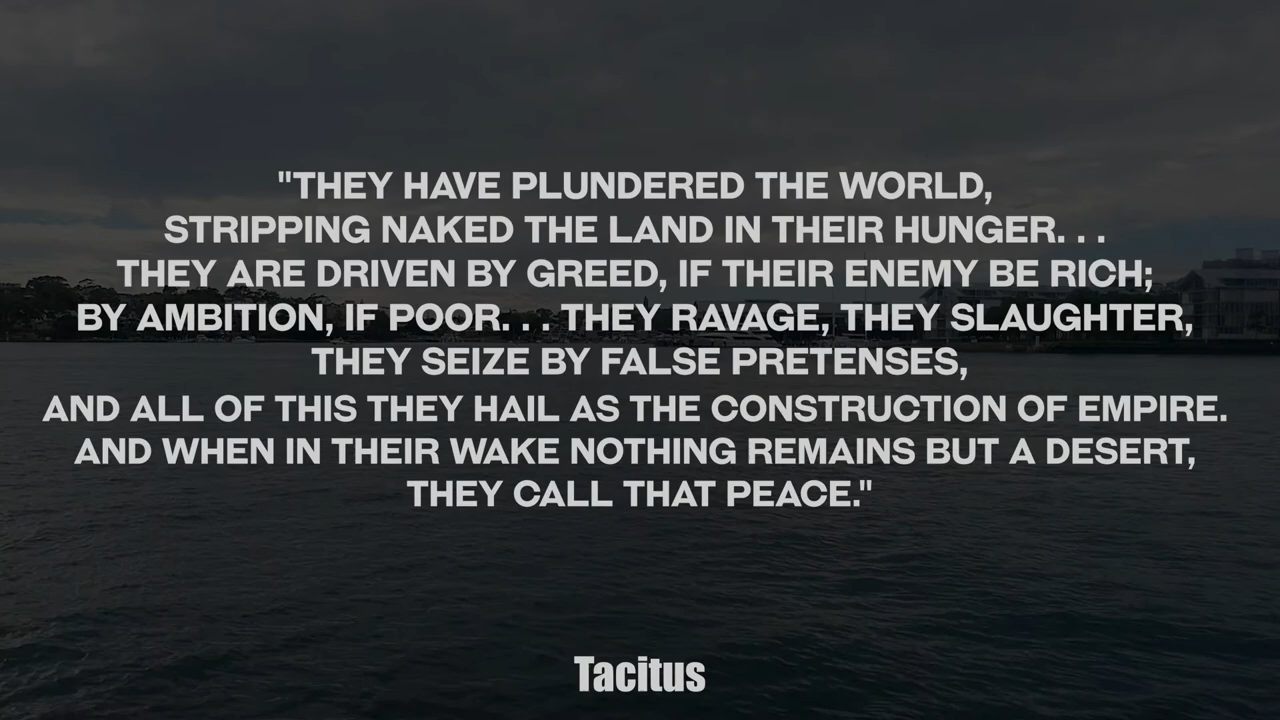 "THEY HAVE PLUNDERED THE WORLD,
STRIPPING NAKED THE LAND IN THEIR HUNGER. . .
THEY ARE DRIVEN BY GREED, IF THEIR ENEMY BE RICH;
BY AMBITION, IF POOR. . . THEY RAVAGE, THEY SLAUGHTER,
THEY SEIZE BY FALSE PRETENSES,
AND ALL OF THIS THEY HAIL AS THE CONSTRUCTION OF EMPIRE.
AND WHEN IN THEIR WAKE NOTHING REMAINS BUT A DESERT,
THEY CALL THAT PEACE."
Tacitus